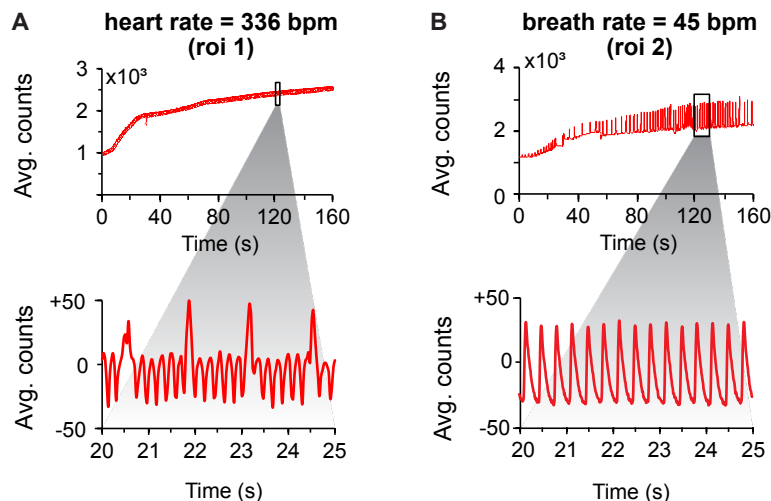 A
heart rate = 336 bpm
(roi 1)
x10³
3
2
1
Avg. counts
0 40 80 120 160
Time (s)
+50
0
-50
Avg. counts
20 21 22 23 24 25
Time (s)
B
breath rate = 45 bpm
(roi 2)
x10³
4
2
0
Avg. counts
0 40 80 120 160
Time (s)
+50
0
-50
Avg. counts
20 21 22 23 24 25
Time (s)